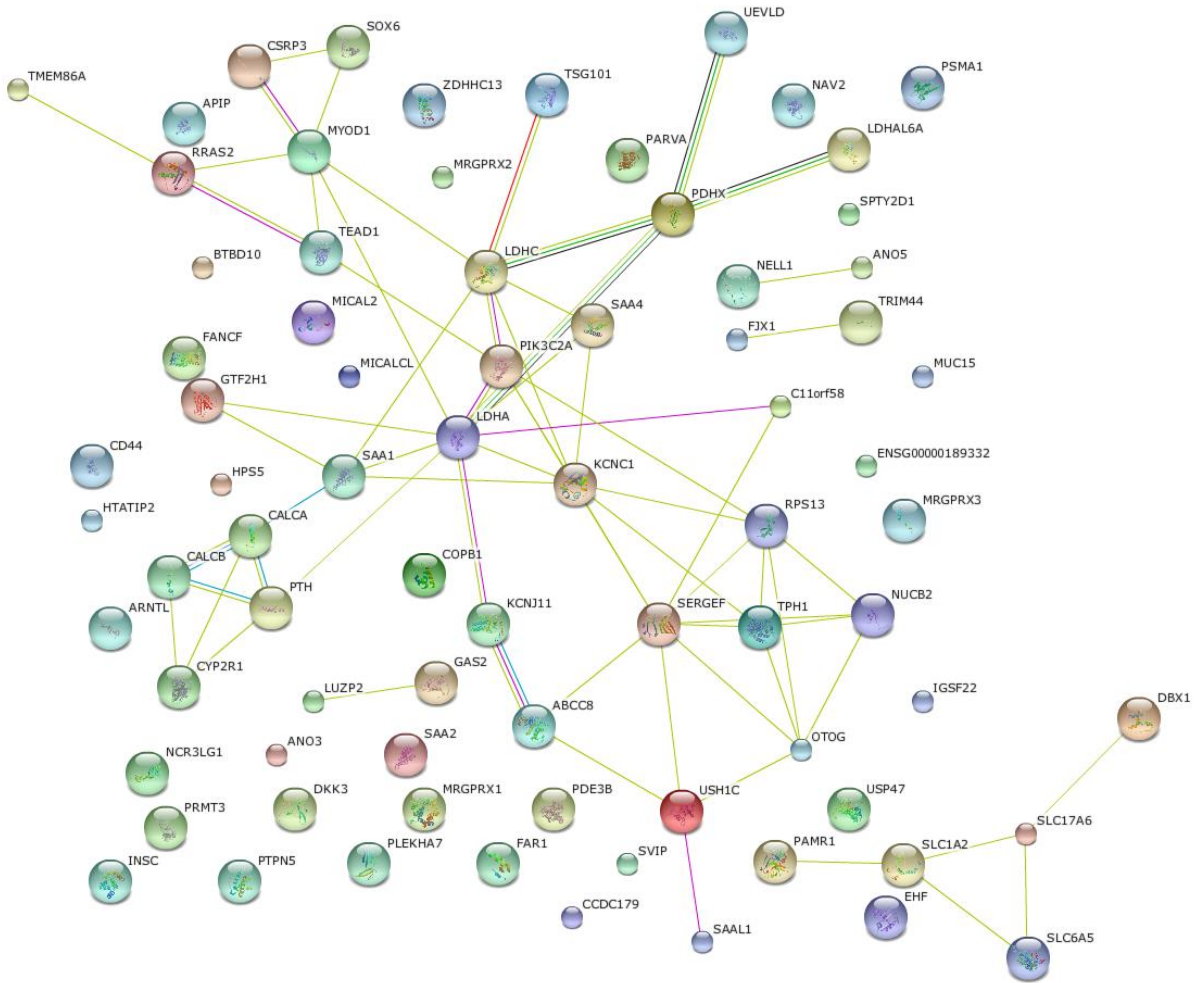 UEVLD
SOX6
CSRP3
TMEM86A
ZDHHC13
TSG101
NAV2
PSMA1
APIP
MYOD1
PARVA
LDHAL6A
RRAS2
MRGPRX2
PDHX
SPTY2D1
TEAD1
BTBD10
LDHC
NELL1
ANO5
MICAL2
SAA4
TRIM44
FANCF
PIK3C2A
FJX1
MICALCL
MUC15
GTF2H1
C11orf58
LDHA
CD44
HPS5
SAA1
KCNC1
ENSG00000189332
HTATIP2
CALCA
RPS13
MRGPRX3
CALCB
COPB1
PTH
ARNTL
KCNJ11
SERGEF
TPH1
NUCB2
CYP2R1
GAS2
LUZP2
ABCC8
IGSF22
DBX1
NCR3LG1
ANO3
SAA2
OTOG
PRMT3
DKK3
MRGPRX1
PDE3B
USH1C
USP47
SLC17A6
INSC
PTPN5
PLEKHA7
FAR1
SVIP
PAMR1
SLC1A2
CCDC179
EHF
SAAL1
SLC6A5